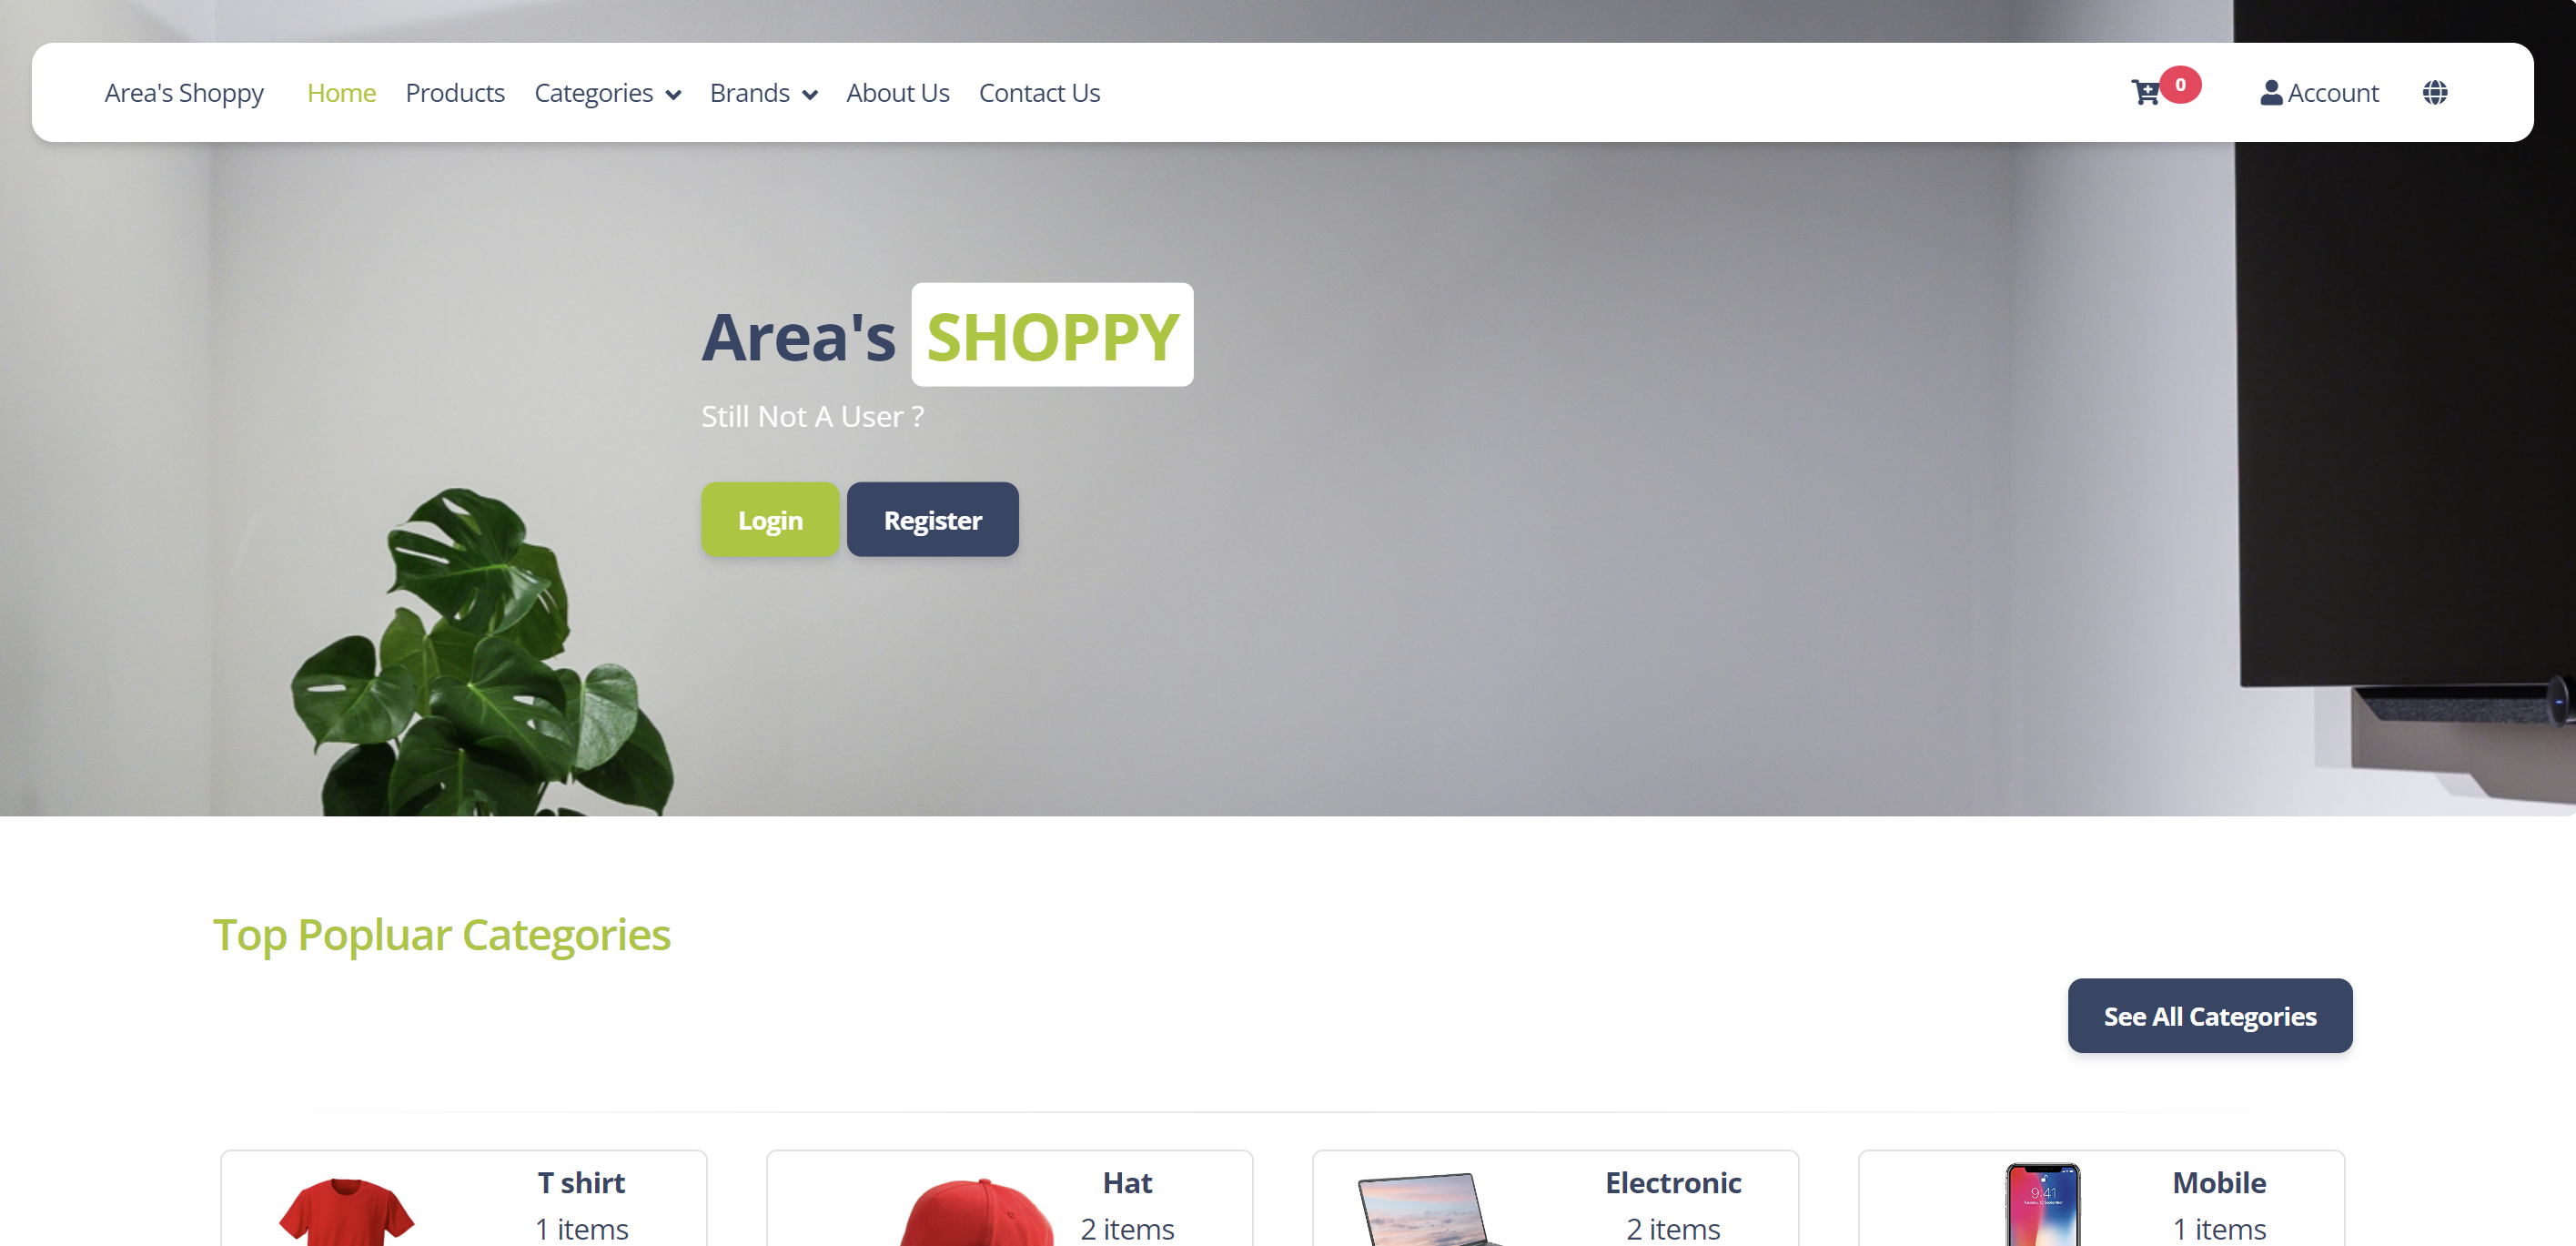 Area's Shoppy Home Products Categories Brands About Us Contact Us 0 Account
Area's SHOPPY
Still Not A User ?
Login Register
Top Popluar Categories
See All Categories
T shirt
1 items
Hat
2 items
Electronic
2 items
9:41
Mobile
1 items